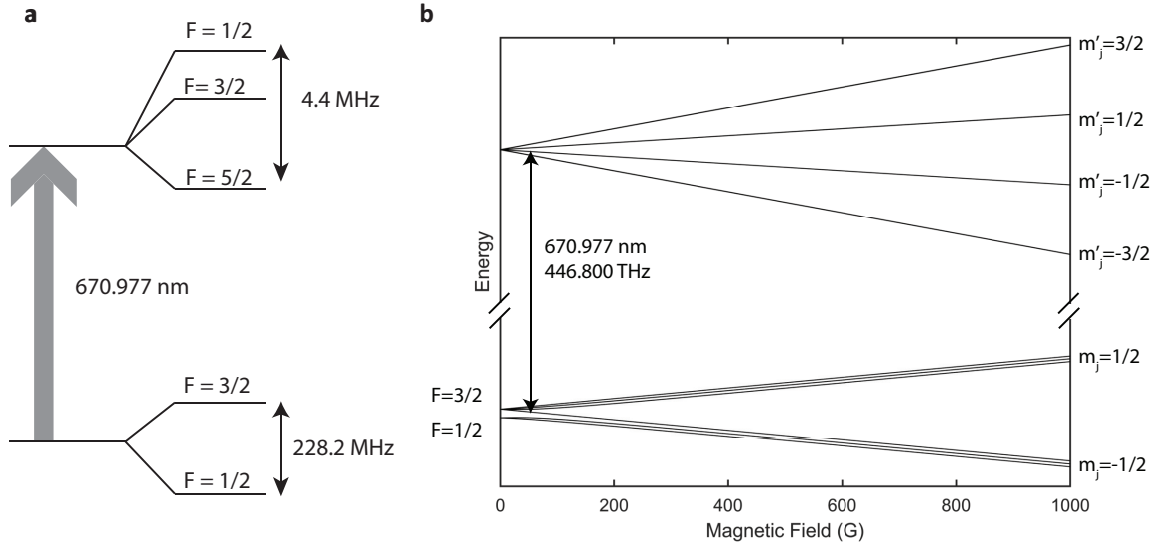 a
F = 1/2
F= 3/2
4.4 MHz
F = 5/2
670.977 nm
F = 3/2
228.2 MHz
F = 1/2
b
m'j=3/2
m'j=1/2
m'j=-1/2
m'j=-3/2
Energy
670.977 nm
446.800 THz
mj=1/2
F=3/2
F=1/2
mj=-1/2
0
200
400
600
800
1000
Magnetic Field (G)